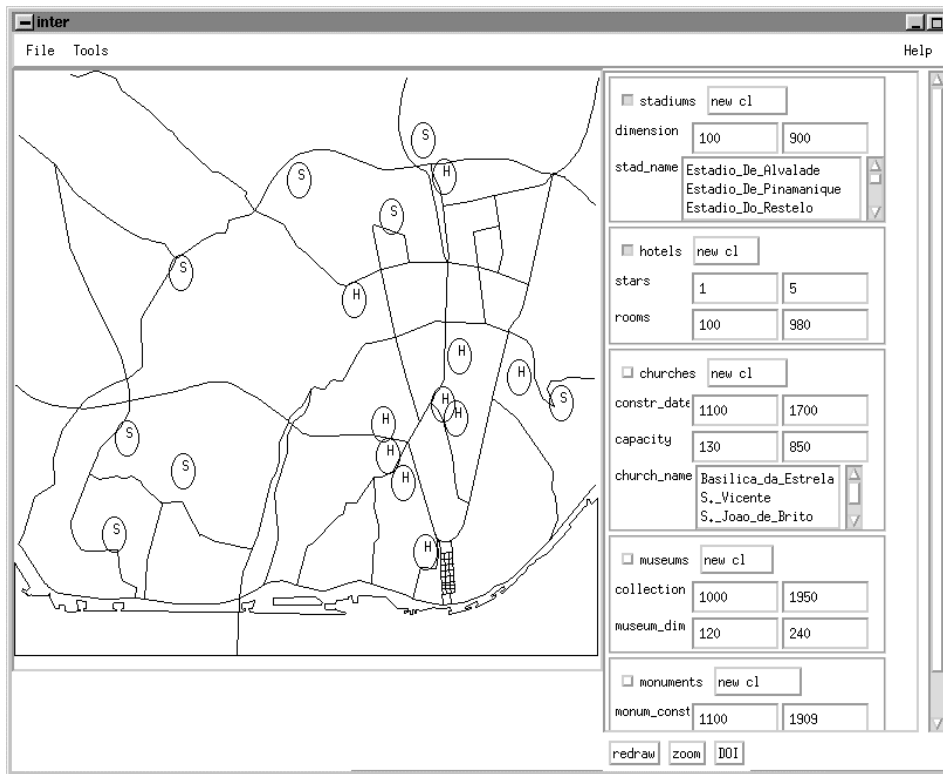 inter
File Tools Help
stadiums new cl
dimension 100 900
stad_name Estadio_De_Alvalade
Estadio_De_Pinamanique
Estadio_Do_Restelo
hotels new cl
stars 1 5
rooms 100 980
churches new cl
constr_date 1100 1700
capacity 130 850
church_name Basilica_da_Estrela
S._Vicente
S._Joao_de_Brito
museums new cl
collection 1000 1950
museum_dim 120 240
monuments new cl
monum_const 1100 1909
redraw zoom DOI
S
H
S
S
S
H
H
H
S
H
H
H
S
H
S
H
S
H